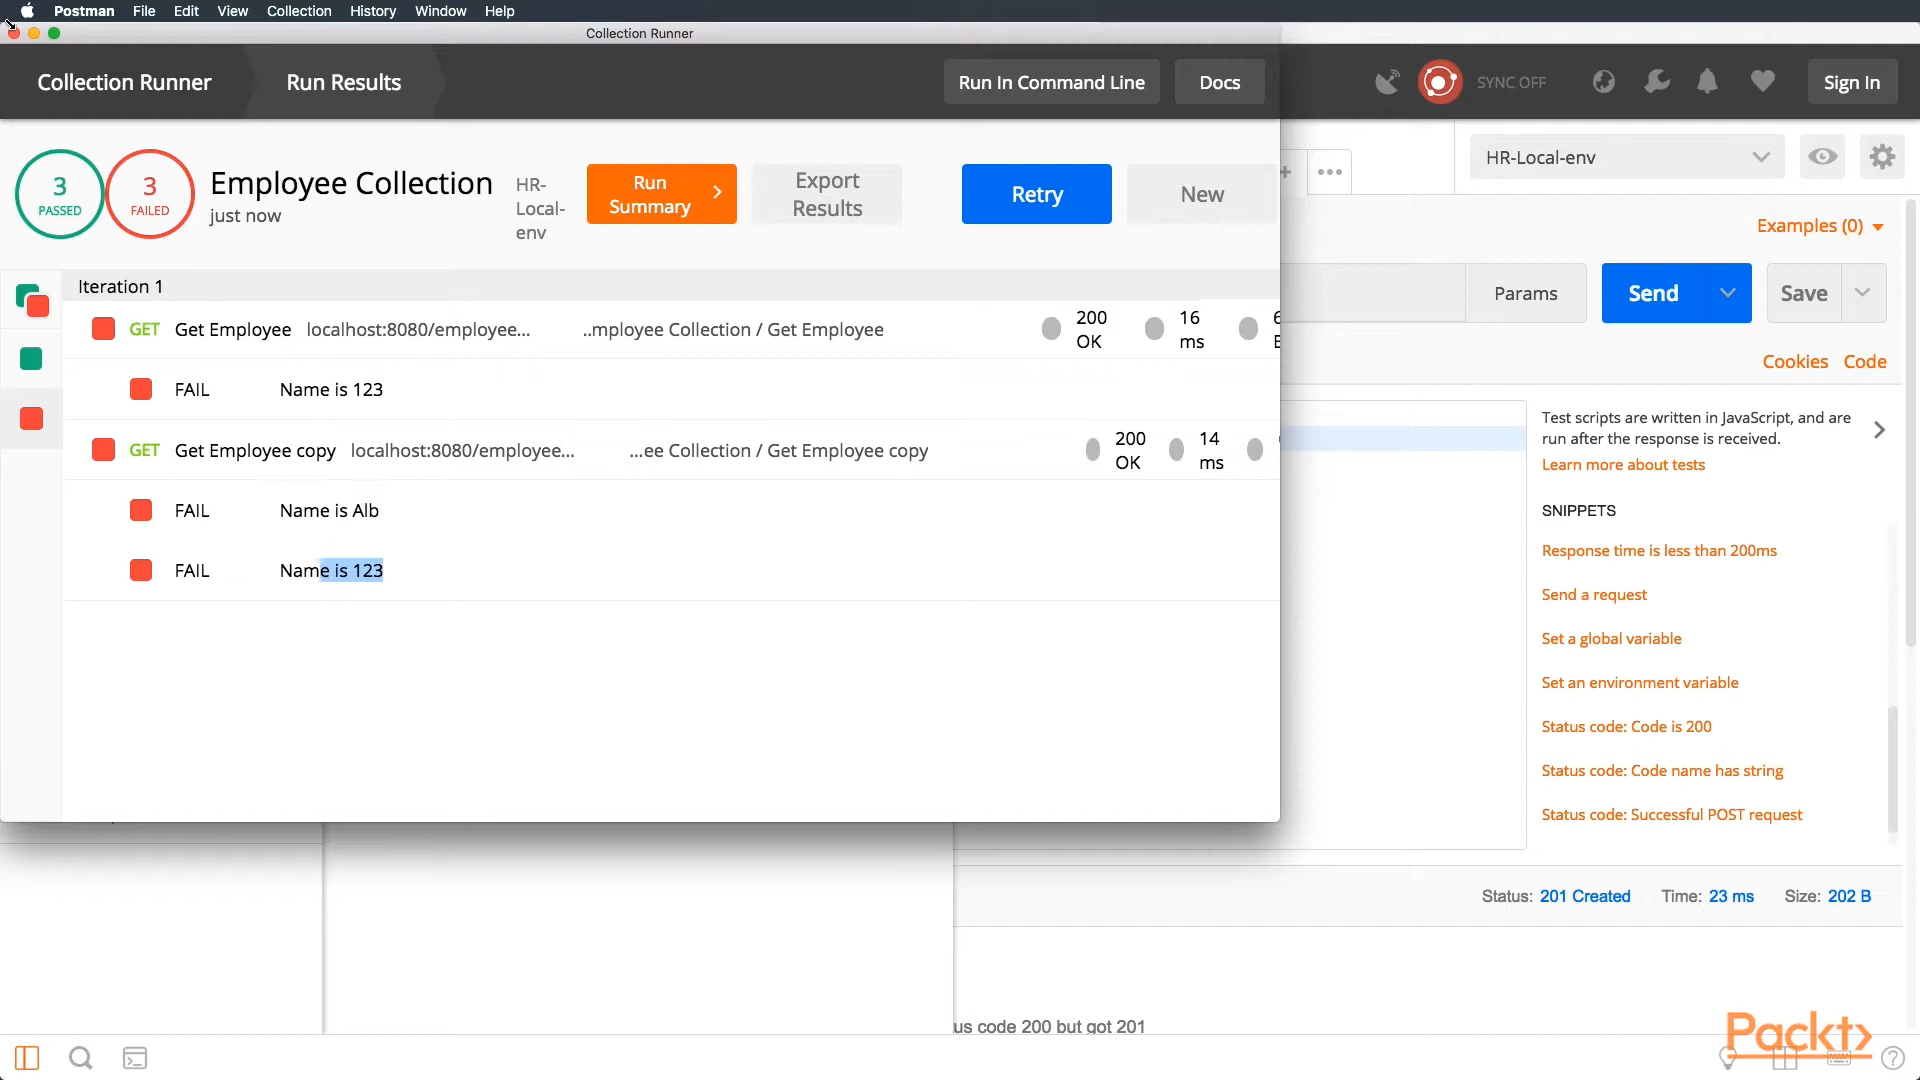 Postman File Edit View Collection History Window Help
Collection Runner
Collection Runner Run Results Run In Command Line Docs
SYNC OFF Sign In
3 PASSED
3 FAILED
Employee Collection
just now
HR-
Local-
env
Run
Summary
Export
Results
Retry
New
HR-Local-env
Examples (0)
Params Send Save
Cookies Code
Iteration 1
GET Get Employee localhost:8080/employee... ..mployee Collection / Get Employee 200 OK 16 ms
FAIL Name is 123
GET Get Employee copy localhost:8080/employee... ...ee Collection / Get Employee copy 200 OK 14 ms
FAIL Name is Alb
FAIL Name is 123
Test scripts are written in JavaScript, and are
run after the response is received.
Learn more about tests
SNIPPETS
Response time is less than 200ms
Send a request
Set a global variable
Set an environment variable
Status code: Code is 200
Status code: Code name has string
Status code: Successful POST request
Status: 201 Created Time: 23 ms Size: 202 B
us code 200 but got 201
Packt>